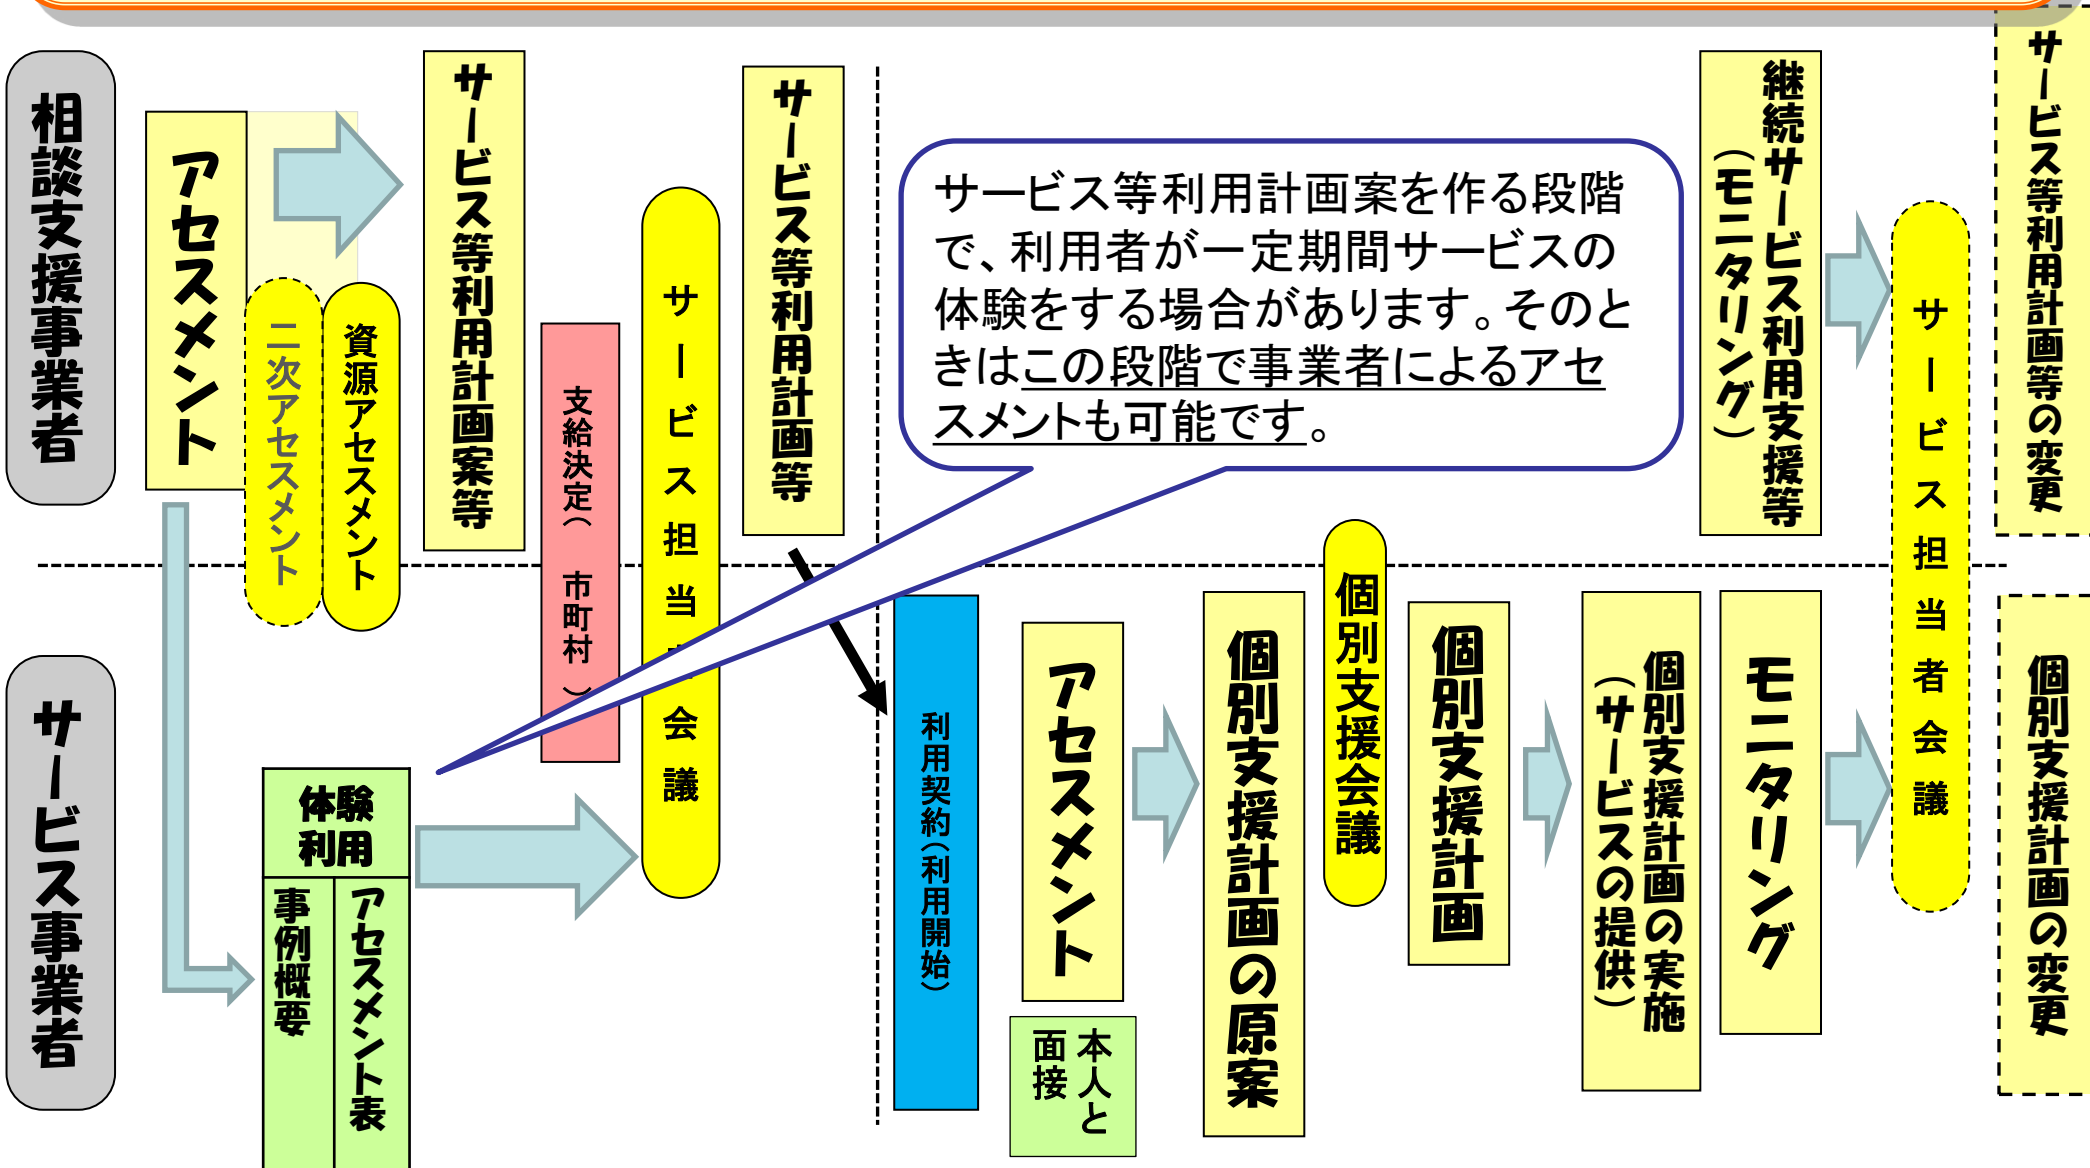 相談支援事業者
アセスメント
二次アセスメント
資源アセスメント
サービス等利用計画案等
支給決定（ 市町村 ）
サービス担当
会議
サービス等利用計画等
サービス等利用計画案を作る段階
で、利用者が一定期間サービスの
体験をする場合があります。そのと
きはこの段階で事業者によるアセ
スメントも可能です。
継続サービス利用支援等
（モニタリング）
サービス担当者会議
サービス等利用計画等の変更
サービス事業者
体験
利用
事例概要
アセスメント表
利用契約（利用開始）
アセスメント
本人と
面接
個別支援計画の原案
個別支援会議
個別支援計画
個別支援計画の実施
（サービスの提供）
モニタリング
個別支援計画の変更